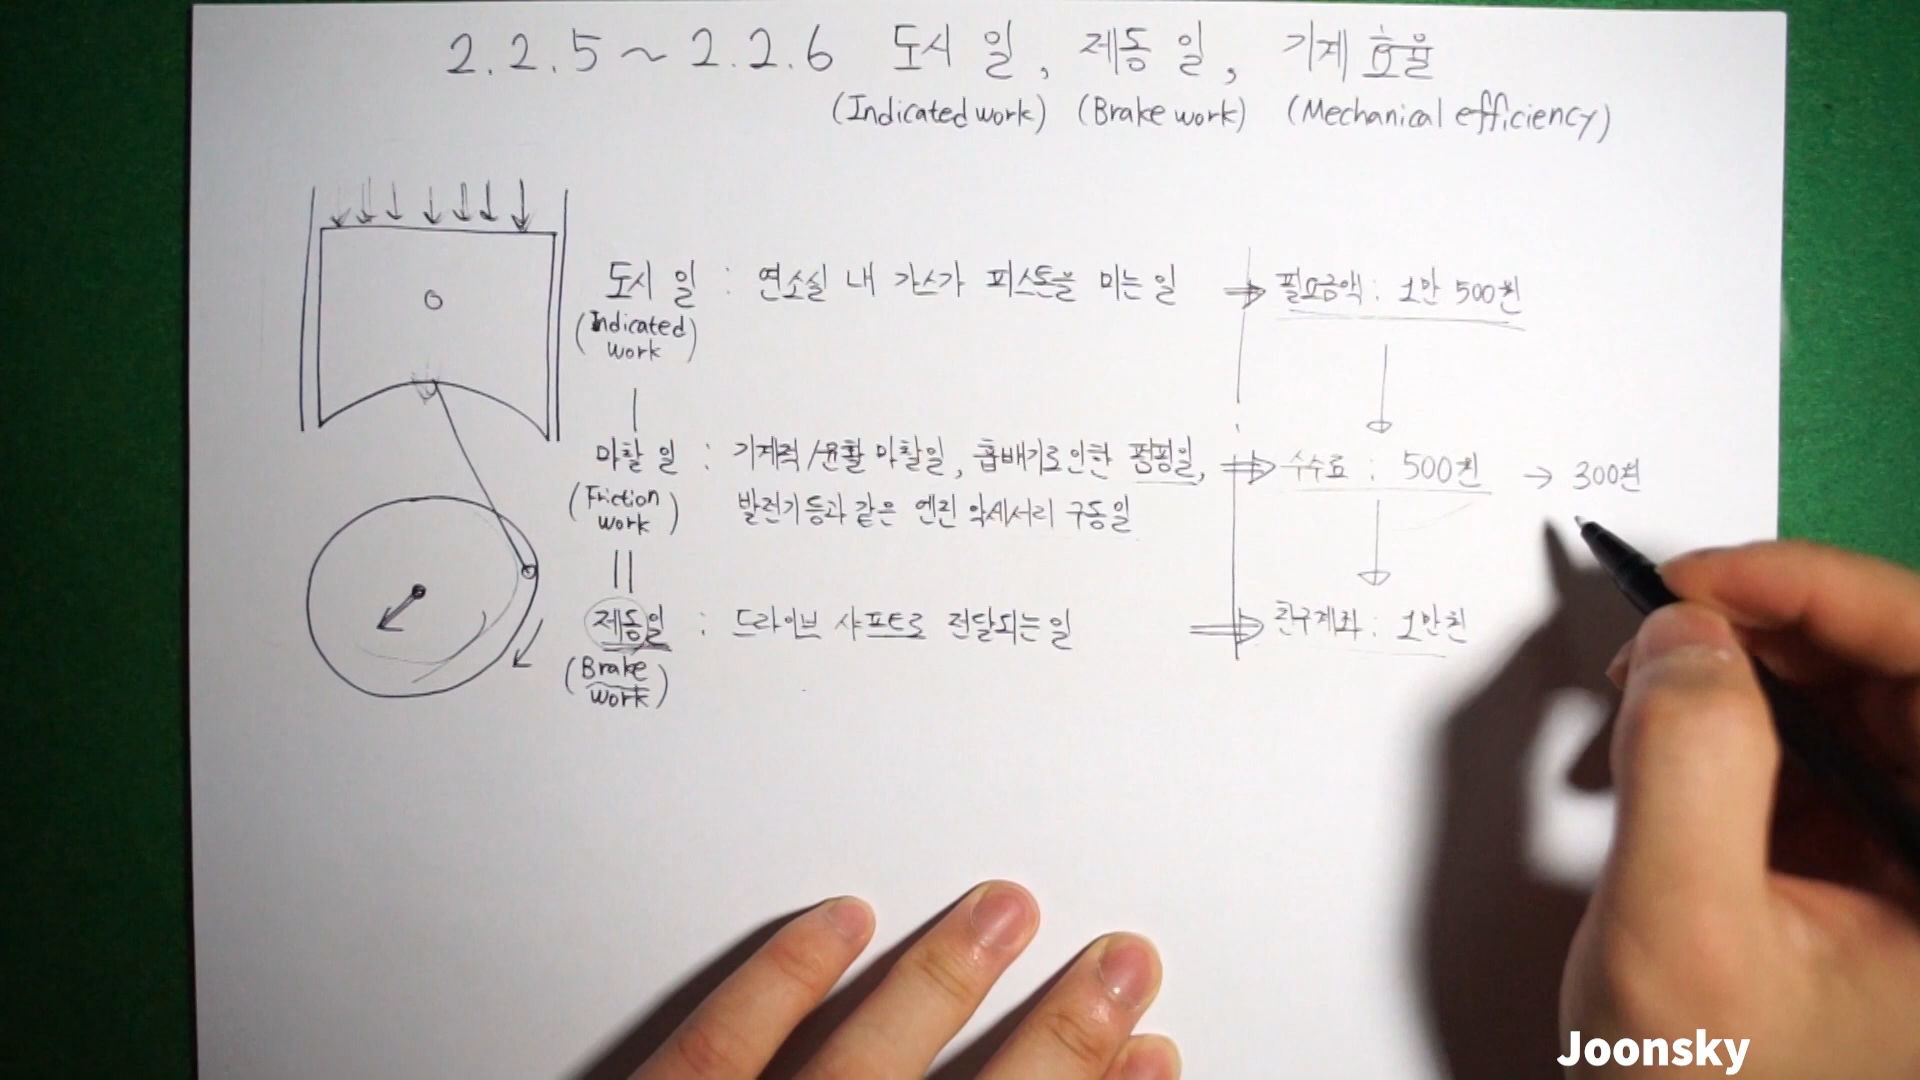 2.2.5 ~ 2.2.6 도시 일, 제동 일, 기계 효율
(Indicated work) (Brake work) (Mechanical efficiency)
도시 일 : 연소실 내 가스가 피스톤을 미는 일 ⇒ 필요금액 : 1만 500원
(Indicated work)
마찰 일 : 기계적/윤활 마찰일, 흡배기로 인한 펌핑일, ⇒ 수수료 : 500원 → 300원
(Friction work) 발전기 등과 같은 엔진 악세서리 구동일
제동일 : 드라이브 샤프트로 전달되는 일 ⇒ 친구계좌 : 1만원
(Brake work)
Joonsky